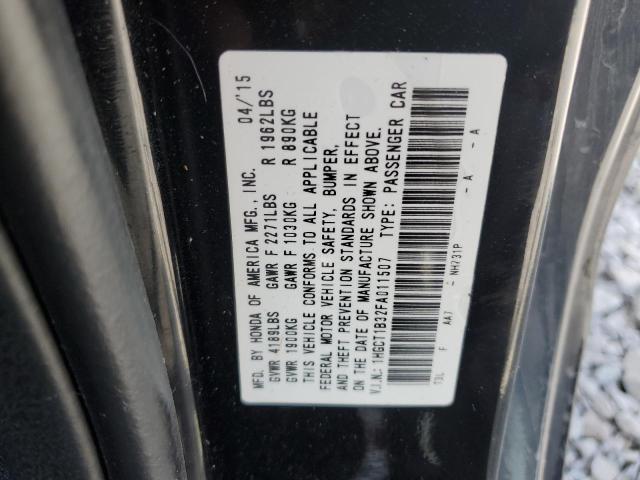 MFD. BY HONDA OF AMERICA MFG., INC. 04/'15
GVWR 4189LBS GAWR F 2271LBS R 1962LBS
GVWR 1900KG GAWR F 1030KG R 890KG
THIS VEHICLE CONFORMS TO ALL APPLICABLE
FEDERAL MOTOR VEHICLE SAFETY, BUMPER,
AND THEFT PREVENTION STANDARDS IN EFFECT
ON THE DATE OF MANUFACTURE SHOWN ABOVE.
V.I.N.: 1HGCT1B32FA011507 TYPE: PASSENGER CAR
T3L F AA7 - NH731P - A - A